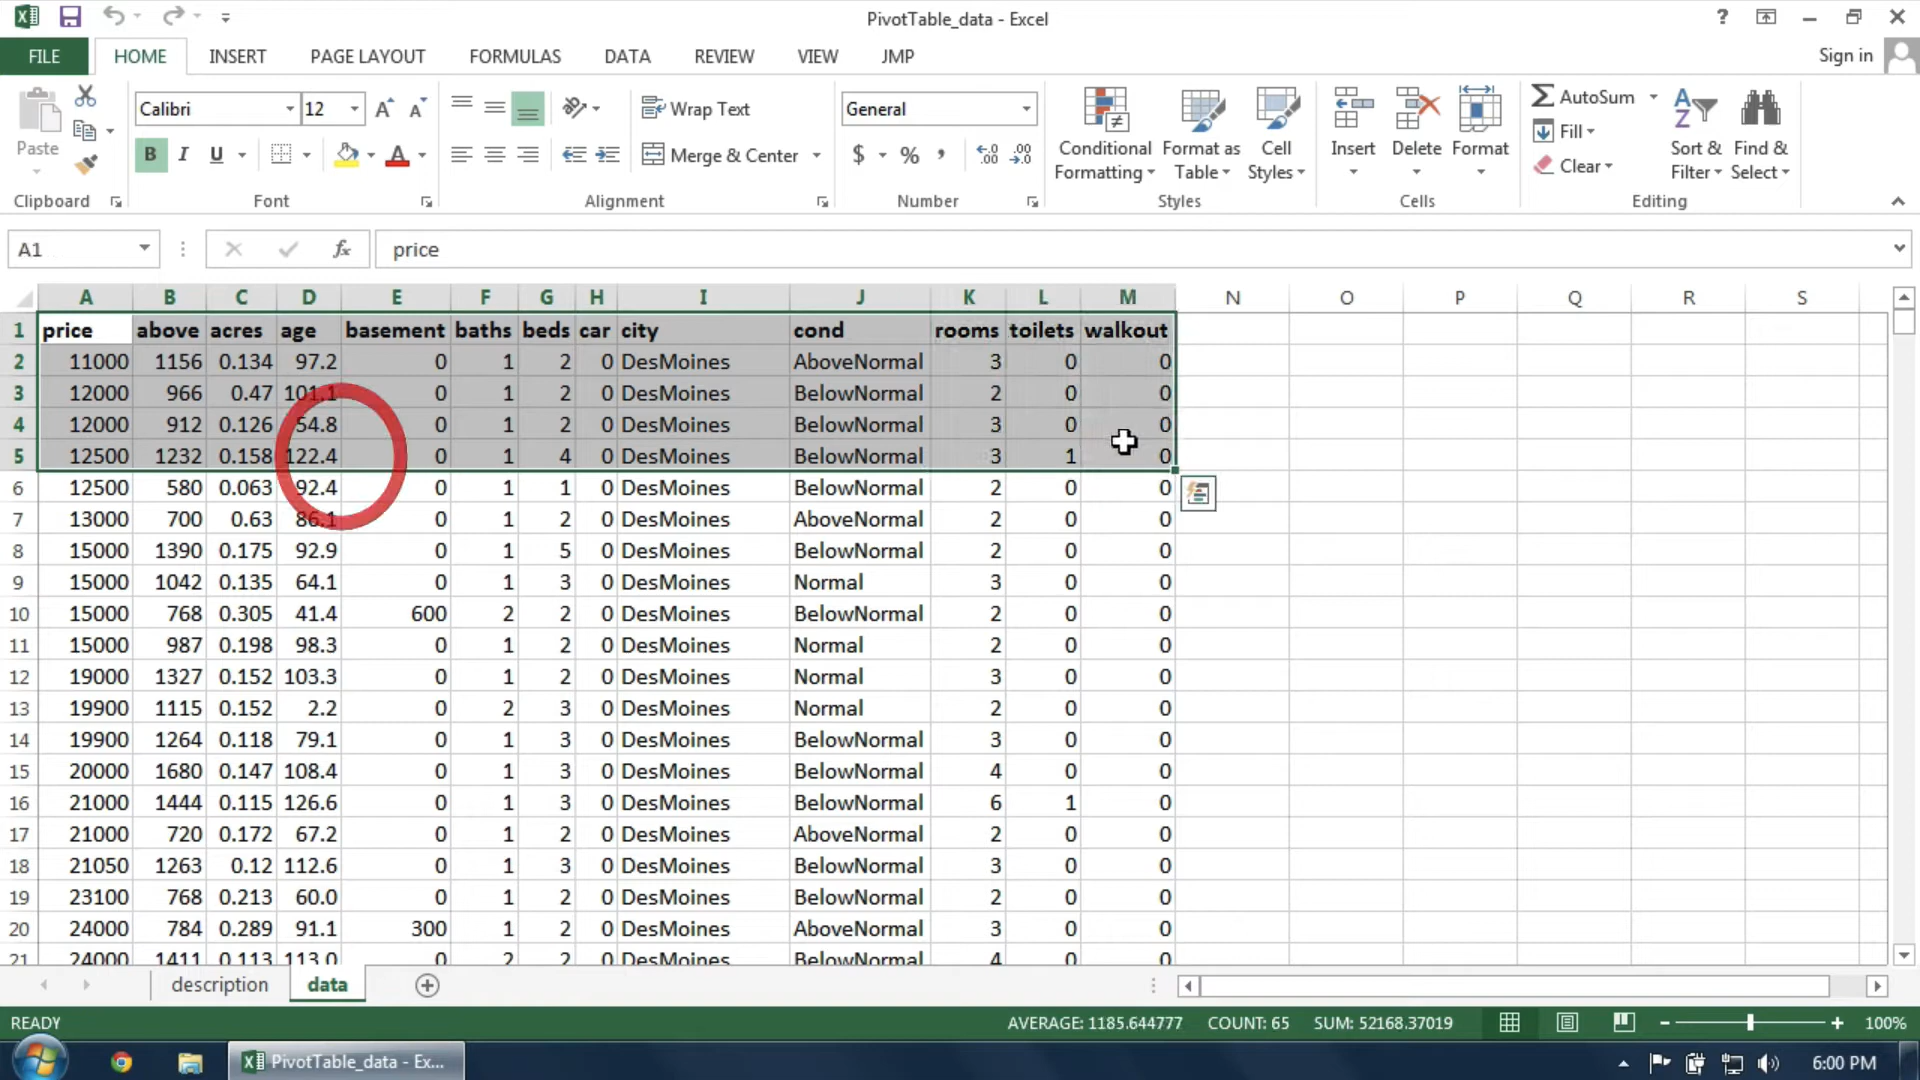 PivotTable_data - Excel
?
FILE HOME INSERT PAGE LAYOUT FORMULAS DATA REVIEW VIEW JMP Sign in
Paste Calibri 12 Wrap Text General Conditional Formatting Format as Table Cell Styles Insert Delete Format AutoSum Fill Clear Sort & Filter Find & Select
B I U A Merge & Center $ % ,
Clipboard Font Alignment Number Styles Cells Editing
A1 fx price
A B C D E F G H I J K L M N O P Q R S
1 price above acres age basement baths beds car city cond rooms toilets walkout
2 11000 1156 0.134 97.2 0 1 2 0 DesMoines AboveNormal 3 0 0
3 12000 966 0.47 101.1 0 1 2 0 DesMoines BelowNormal 2 0 0
4 12000 912 0.126 54.8 0 1 2 0 DesMoines BelowNormal 3 0 0
5 12500 1232 0.158 122.4 0 1 4 0 DesMoines BelowNormal 3 1 0
6 12500 580 0.063 92.4 0 1 1 0 DesMoines BelowNormal 2 0 0
7 13000 700 0.63 86.1 0 1 2 0 DesMoines AboveNormal 2 0 0
8 15000 1390 0.175 92.9 0 1 5 0 DesMoines BelowNormal 2 0 0
9 15000 1042 0.135 64.1 0 1 3 0 DesMoines Normal 3 0 0
10 15000 768 0.305 41.4 600 2 2 0 DesMoines BelowNormal 2 0 0
11 15000 987 0.198 98.3 0 1 2 0 DesMoines Normal 2 0 0
12 19000 1327 0.152 103.3 0 1 2 0 DesMoines Normal 3 0 0
13 19900 1115 0.152 2.2 0 2 3 0 DesMoines Normal 2 0 0
14 19900 1264 0.118 79.1 0 1 3 0 DesMoines BelowNormal 3 0 0
15 20000 1680 0.147 108.4 0 1 3 0 DesMoines BelowNormal 4 0 0
16 21000 1444 0.115 126.6 0 1 3 0 DesMoines BelowNormal 6 1 0
17 21000 720 0.172 67.2 0 1 2 0 DesMoines AboveNormal 2 0 0
18 21050 1263 0.12 112.6 0 1 3 0 DesMoines BelowNormal 3 0 0
19 23100 768 0.213 60.0 0 1 2 0 DesMoines BelowNormal 2 0 0
20 24000 784 0.289 91.1 300 1 2 0 DesMoines AboveNormal 3 0 0
21 24000 1411 0.113 113.0 0 2 2 0 DesMoines BelowNormal 4 0 0
description data
READY AVERAGE: 1185.644777 COUNT: 65 SUM: 52168.37019 100%
PivotTable_data - Ex... 6:00 PM